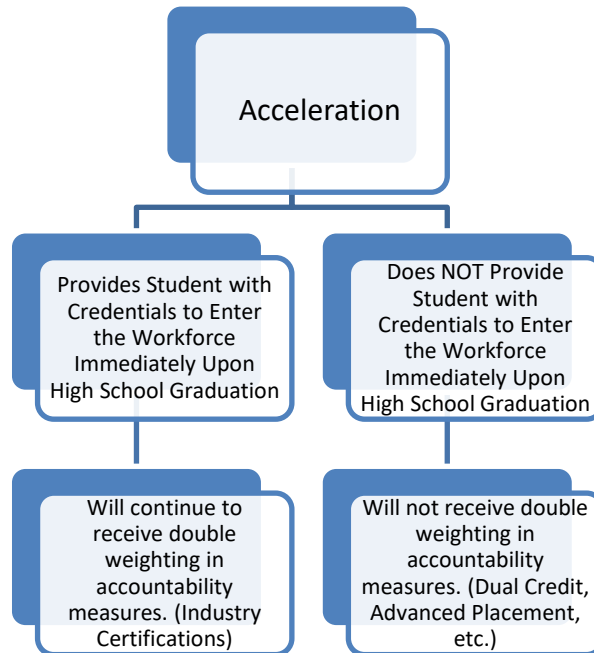 Acceleration
Provides Student with
Credentials to Enter
the Workforce
Immediately Upon
High School Graduation
Does NOT Provide
Student with
Credentials to Enter
the Workforce
Immediately Upon
High School Graduation
Will continue to
receive double
weighting in
accountability
measures. (Industry
Certifications)
Will not receive double
weighting in
accountability
measures. (Dual Credit,
Advanced Placement,
etc.)